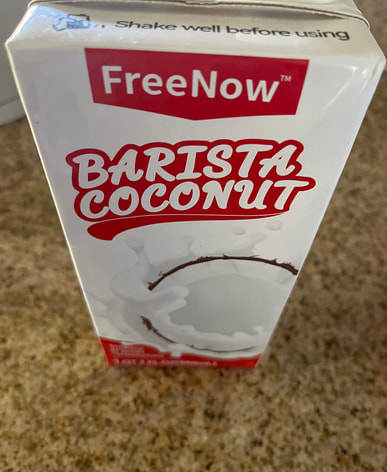 Shake well before using
FreeNow™
BARISTA
COCONUT